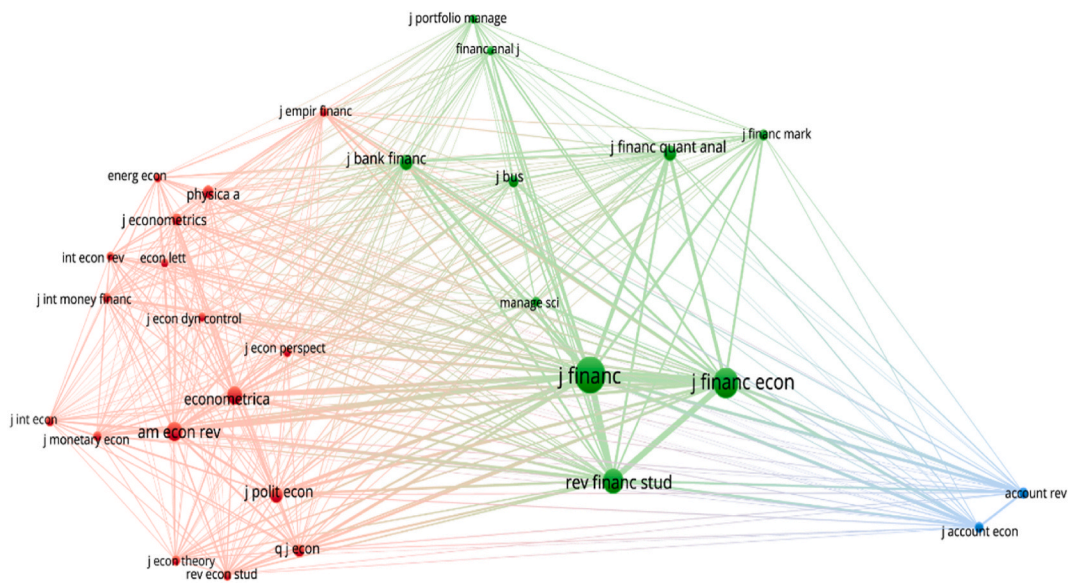 j portfolio manage
financ anal j
j empir financ
j financ mark
j financ quant anal
j bank financ
energ econ
j bus
physica a
j econometrics
int econ rev
econ lett
j int money financ
manage sci
j econ dyn control
j econ perspect
j financ
j financ econ
econometrica
j int econ
am econ rev
j monetary econ
rev financ stud
j polit econ
account rev
j account econ
q j econ
j econ theory
rev econ stud